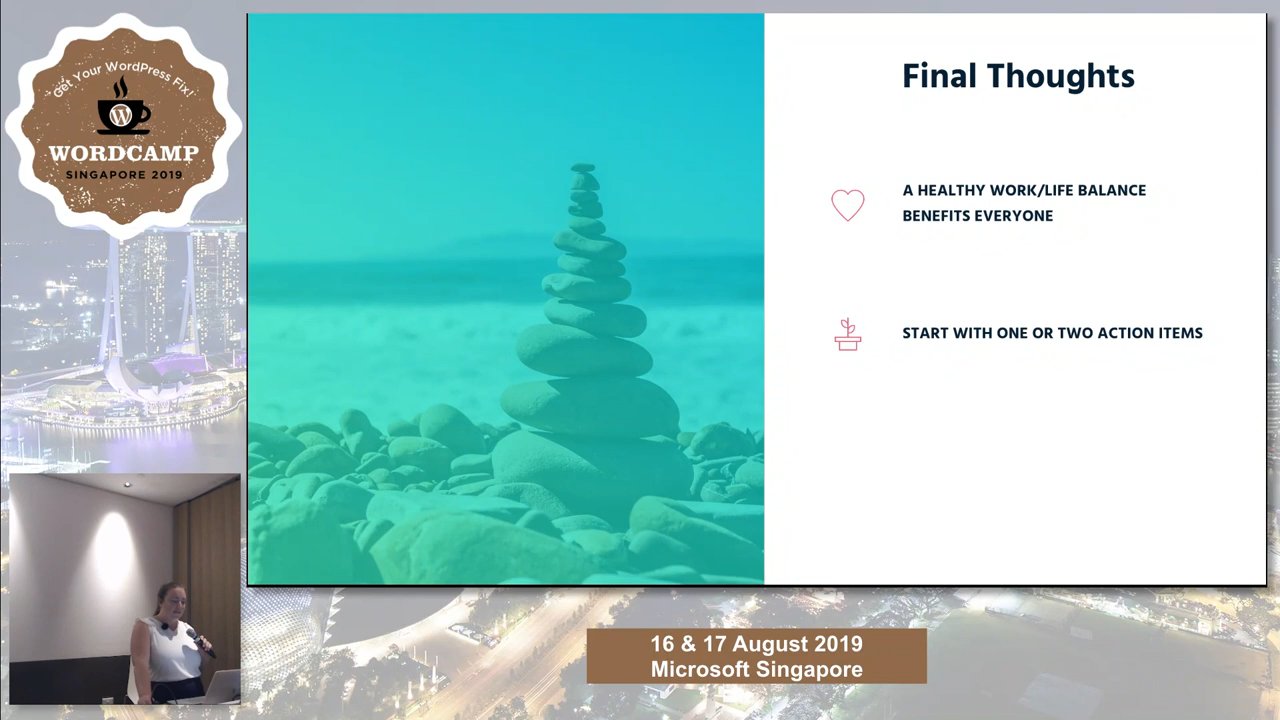 Get Your WordPress Fix!
W
WORDCAMP
SINGAPORE 2019
Final Thoughts
A HEALTHY WORK/LIFE BALANCE
BENEFITS EVERYONE
START WITH ONE OR TWO ACTION ITEMS
16 & 17 August 2019
Microsoft Singapore